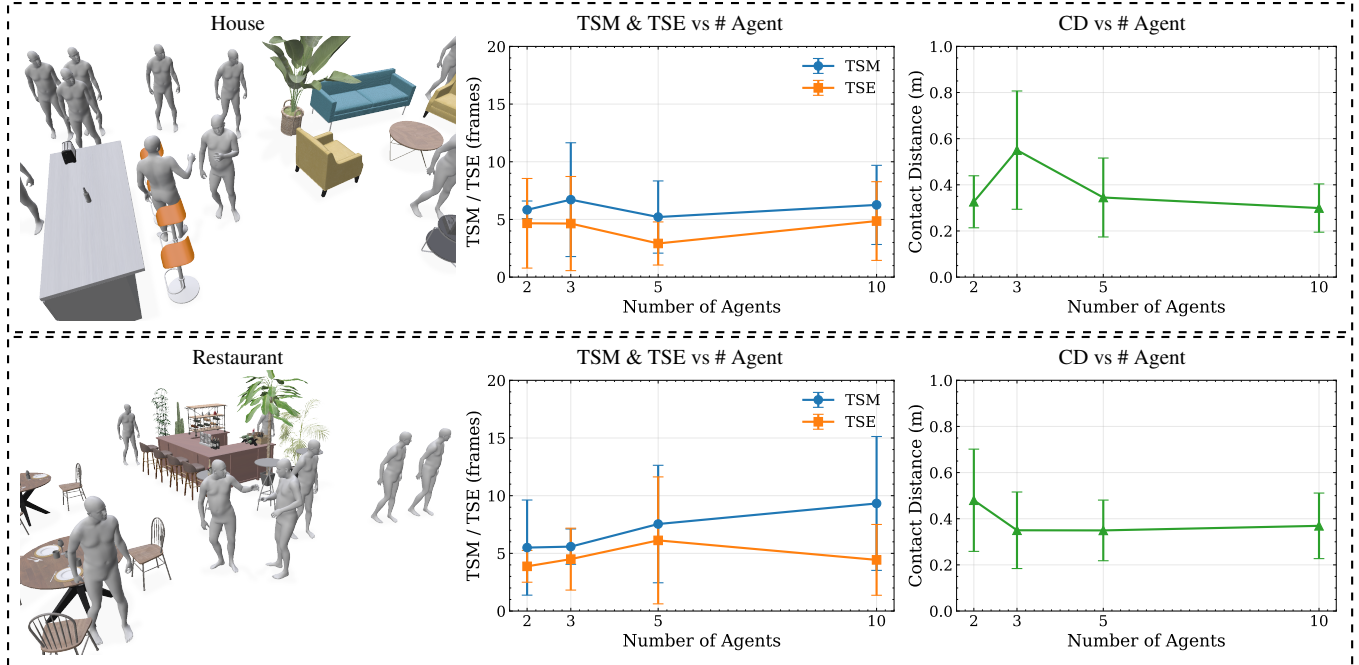 House
TSM & TSE vs # Agent
CD vs # Agent
20
15
10
5
0
TSM / TSE (frames)
TSM
TSE
2
3
5
10
Number of Agents
1.0
0.8
0.6
0.4
0.2
0.0
Contact Distance (m)
2
3
5
10
Number of Agents
Restaurant
TSM & TSE vs # Agent
CD vs # Agent
20
15
10
5
0
TSM / TSE (frames)
TSM
TSE
2
3
5
10
Number of Agents
1.0
0.8
0.6
0.4
0.2
0.0
Contact Distance (m)
2
3
5
10
Number of Agents